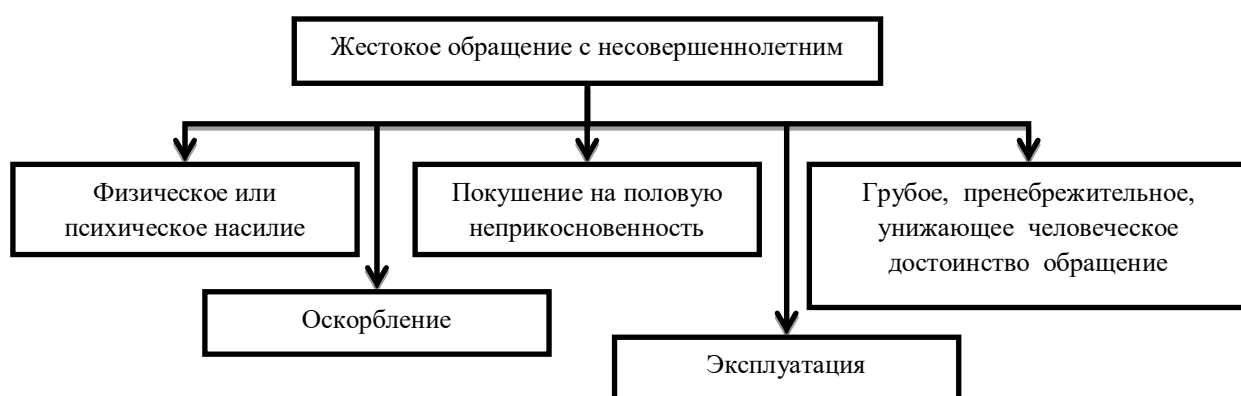 Жестокое обращение с несовершеннолетним
Физическое или
психическое насилие
Покушение на половую
неприкосновенность
Грубое, пренебрежительное,
унижающее человеческое
достоинство обращение
Оскорбление
Эксплуатация